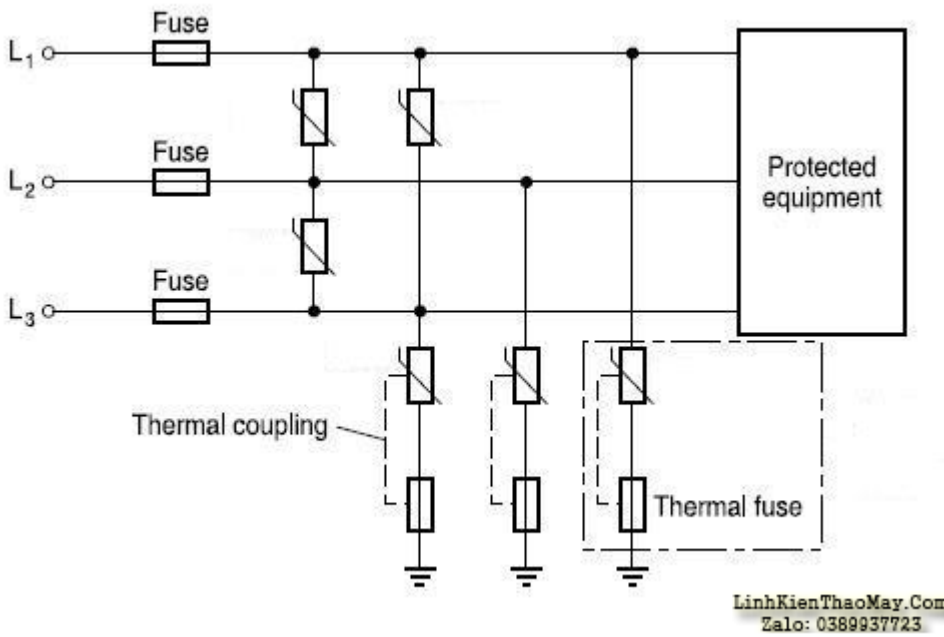 Fuse
L₁
Fuse
L₂
Protected
equipment
Fuse
L₃
Thermal coupling
Thermal fuse
LinhKienThaoMay.Com
Zalo: 0389937723